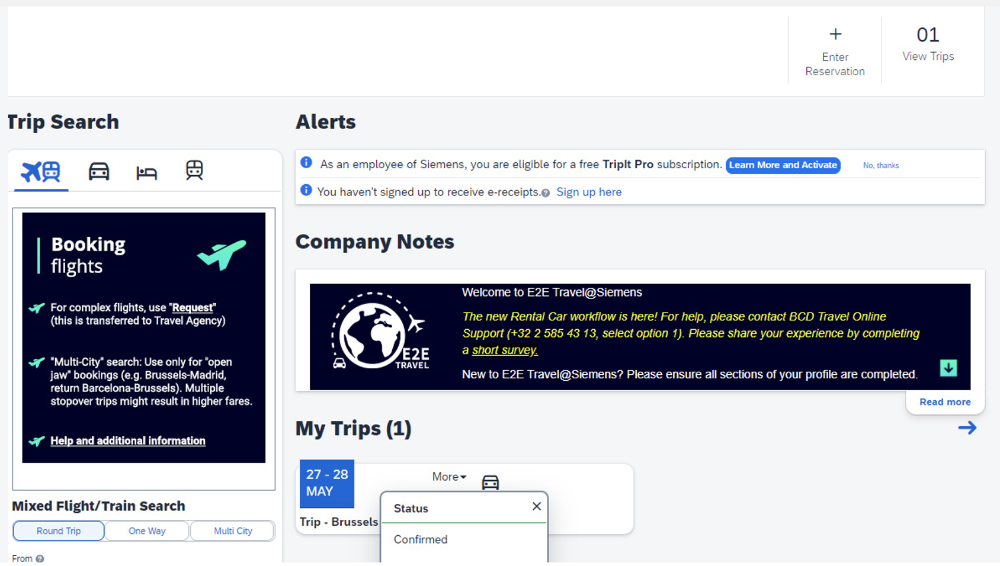 01
Enter
View Trips
Reservation
Trip Search
Alerts
As an employee of Siemens, you are eligible for a free TripIt Pro subscription. Learn More and Activate No, thanks
You haven't signed up to receive e-receipts. Sign up here
Booking
flights
For complex flights, use "Request"
(this is transferred to Travel Agency)
"Multi-City" search: Use only for "open
jaw" bookings (e.g. Brussels-Madrid,
return Barcelona-Brussels). Multiple
stopover trips might result in higher fares.
Help and additional information
Mixed Flight/Train Search
Round Trip One Way Multi City
From
Company Notes
E2E
TRAVEL
Welcome to E2E Travel@Siemens
The new Rental Car workflow is here! For help, please contact BCD Travel Online
Support (+32 2 585 43 13, select option 1). Please share your experience by completing
a short survey.
New to E2E Travel@Siemens? Please ensure all sections of your profile are completed.
Read more
My Trips (1)
27 - 28
MAY
More
Trip - Brussels
Status
Confirmed